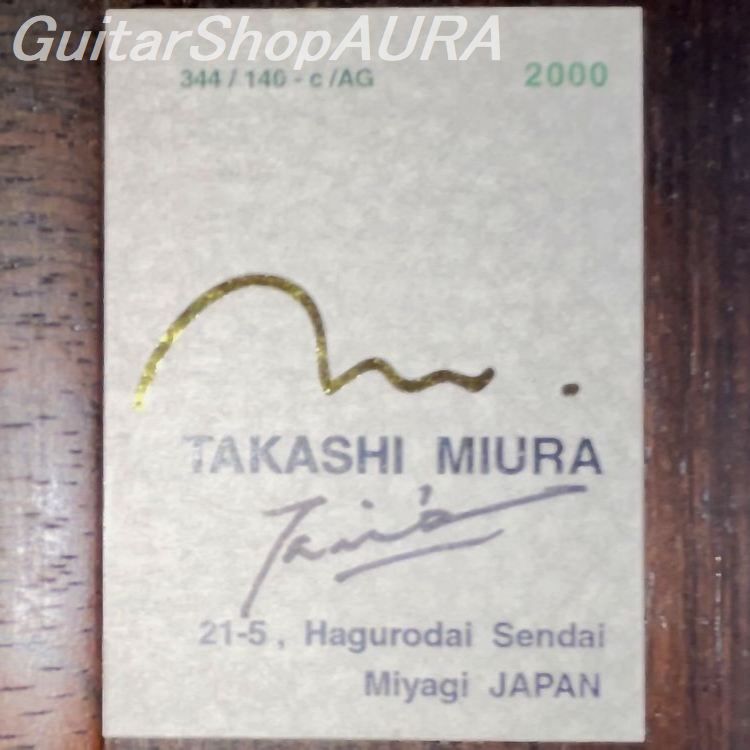 GuitarShopAURA
344 / 140 - c /AG 2000
TAKASHI MIURA
21-5 , Hagurodai Sendai
Miyagi JAPAN